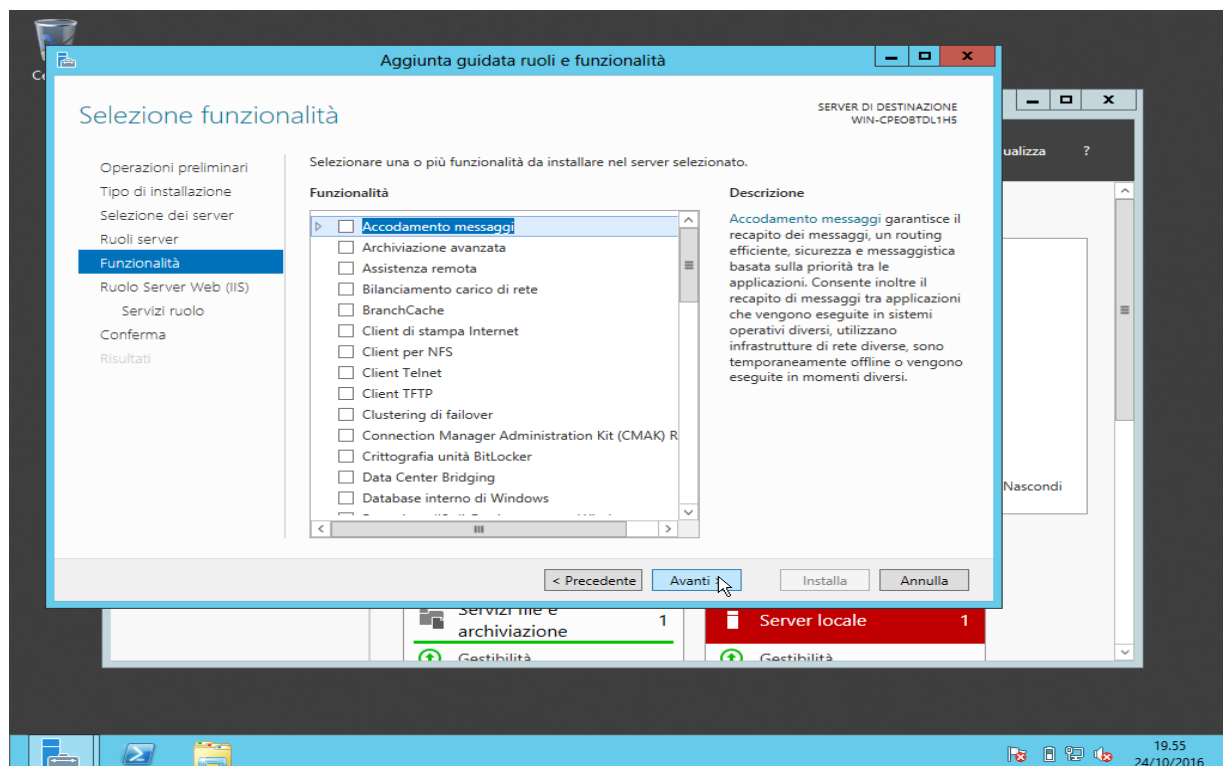 Ce
Aggiunta guidata ruoli e funzionalità
Selezione funzionalità
SERVER DI DESTINAZIONE
WIN-CPEOBTDL1H5
Operazioni preliminari
Tipo di installazione
Selezione dei server
Ruoli server
Funzionalità
Ruolo Server Web (IIS)
Servizi ruolo
Conferma
Risultati
Selezionare una o più funzionalità da installare nel server selezionato.
Funzionalità
Accodamento messaggi
Archiviazione avanzata
Assistenza remota
Bilanciamento carico di rete
BranchCache
Client di stampa Internet
Client per NFS
Client Telnet
Client TFTP
Clustering di failover
Connection Manager Administration Kit (CMAK) R
Crittografia unità BitLocker
Data Center Bridging
Database interno di Windows
Descrizione
Accodamento messaggi garantisce il
recapito dei messaggi, un routing
efficiente, sicurezza e messaggistica
basata sulla priorità tra le
applicazioni. Consente inoltre il
recapito di messaggi tra applicazioni
che vengono eseguite in sistemi
operativi diversi, utilizzano
infrastrutture di rete diverse, sono
temporaneamente offline o vengono
eseguite in momenti diversi.
< Precedente
Avanti >
Installa
Annulla
ualizza ?
Nascondi
Servizi file e
archiviazione 1
Gestibilità
Server locale 1
Gestibilità
19.55
24/10/2016